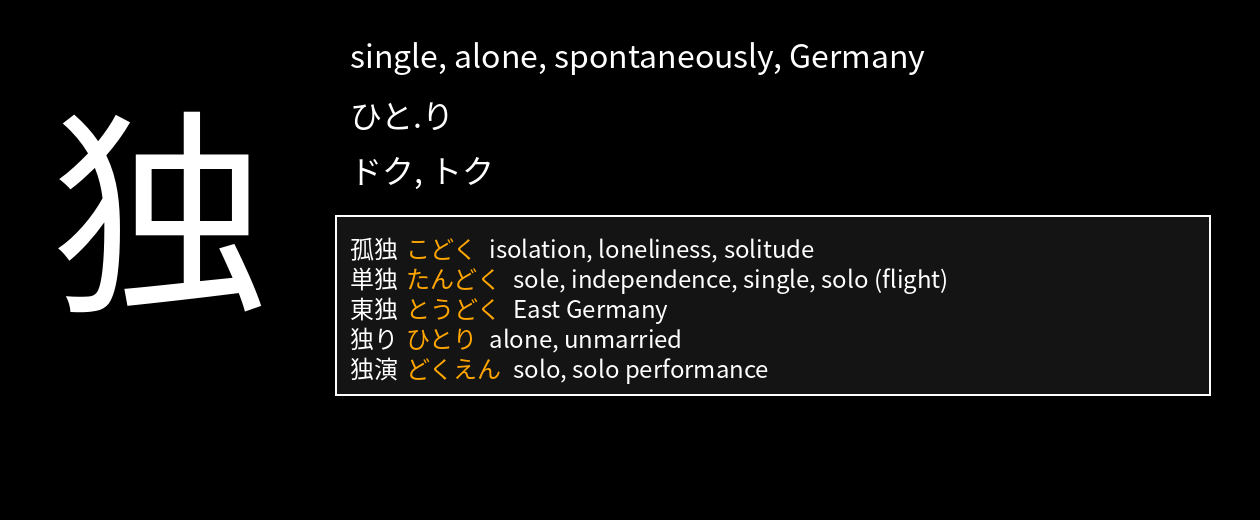 独
single, alone, spontaneously, Germany
ひと.り
ドク, トク
孤独 こどく isolation, loneliness, solitude
単独 たんどく sole, independence, single, solo (flight)
東独 とうどく East Germany
独り ひとり alone, unmarried
独演 どくえん solo, solo performance